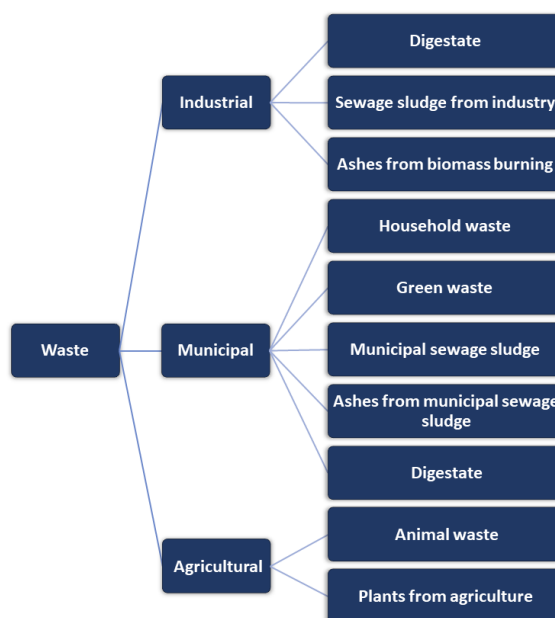 Digestate
Industrial
Sewage sludge from industry
Ashes from biomass burning
Household waste
Green waste
Waste
Municipal
Municipal sewage sludge
Ashes from municipal sewage
sludge
Digestate
Animal waste
Agricultural
Plants from agriculture